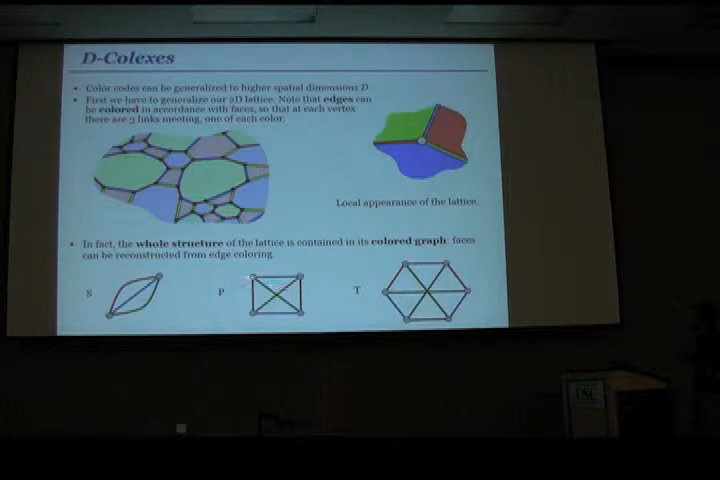 D-Colexes
• Color codes can be generalized to higher spatial dimensions D
• First we have to generalize our 2D lattice. Note that edges can
be colored in accordance with faces, so that at each vertex
there are 3 links meeting, one of each color.
Local appearance of the lattice.
• In fact, the whole structure of the lattice is contained in its colored graph: faces
can be reconstructed from edge coloring.
S
P
T
USC